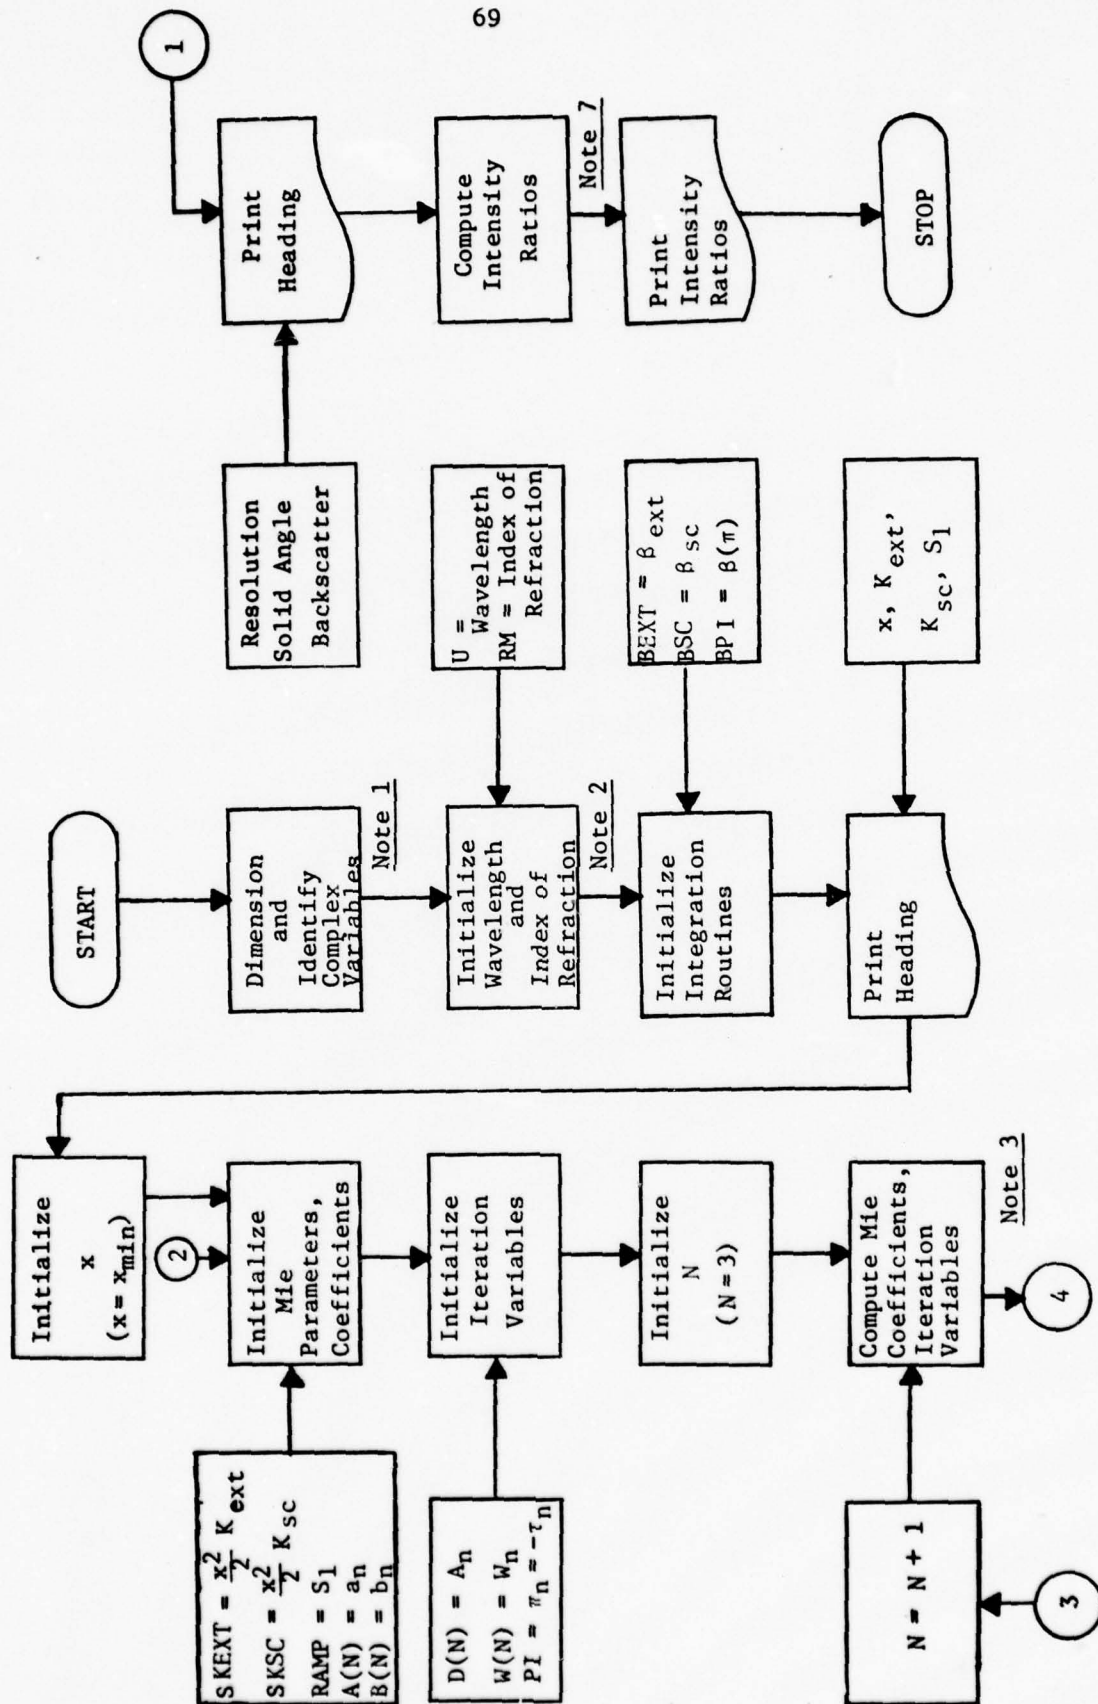 69
START
Dimension
and
Identify
Complex
Variables
Note 1
Initialize
Wavelength
and
Index of
Refraction
U =
Wavelength
RM = Index of
Refraction
Note 2
Initialize
Integration
Routines
BEXT = β ext
BSC = β sc
BPI = β(π)
Print
Heading
x, K ext,
K sc, S1
Initialize
x
(x = x min)
2
Initialize
Mie
Parameters,
Coefficients
SKEXT = x²/2 K ext
SKSC = x²/2 K sc
RAMP = S1
A(N) = an
B(N) = bn
Initialize
Iteration
Variables
D(N) = An
W(N) = Wn
PI = πn = -τn
Initialize
N
(N = 3)
Compute Mie
Coefficients,
Iteration
Variables
Note 3
4
N = N + 1
3
1
Print
Heading
Resolution
Solid Angle
Backscatter
Compute
Intensity
Ratios
Note 7
Print
Intensity
Ratios
STOP